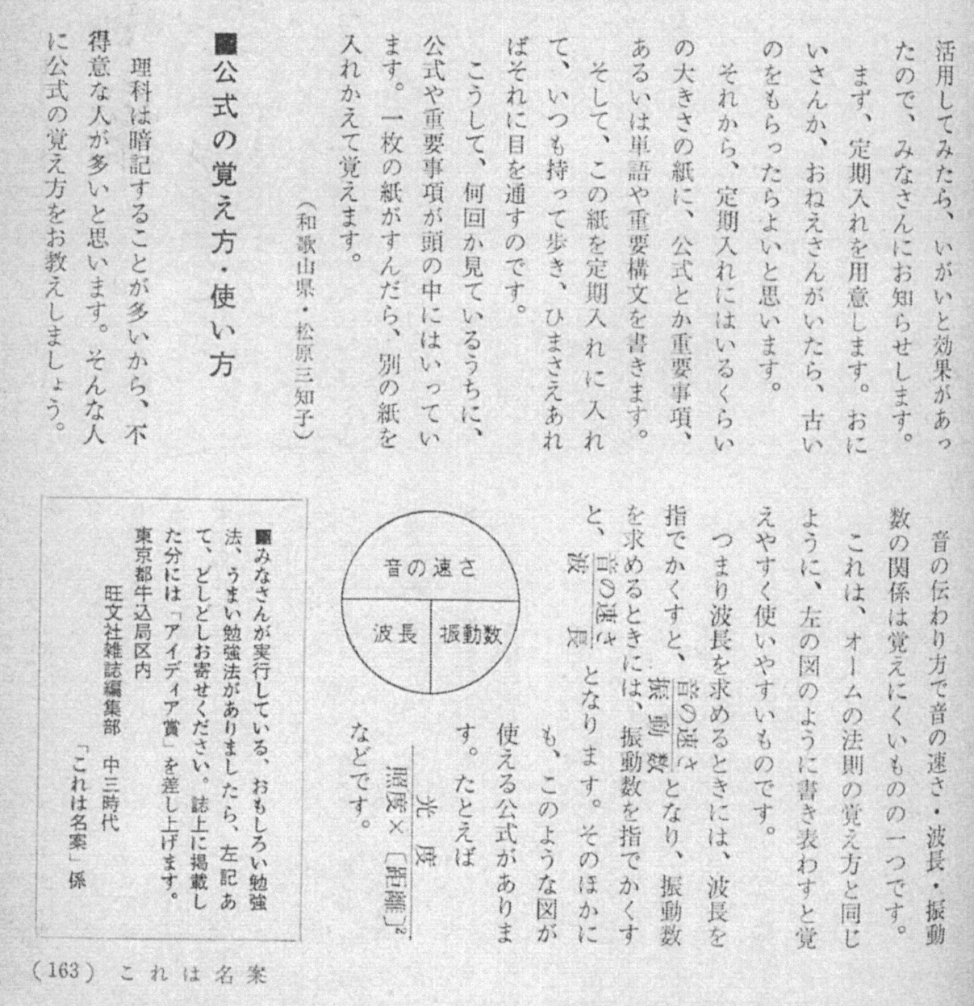 活用してみたら、いがいと効果があっ
たので、みなさんにお知らせします。
まず、定期入れを用意します。おに
いさんか、おねえさんがいたら、古い
のをもらったらよいと思います。
それから、定期入れにはいるくらい
の大きさの紙に、公式とか重要事項、
あるいは単語や重要構文を書きます。
そして、この紙を定期入れに入れ
て、いつも持って歩き、ひまさえあれ
ばそれに目を通すのです。
こうして、何回か見ているうちに、
公式や重要事項が頭の中にはいってい
ます。一枚の紙がすんだら、別の紙を
入れかえて覚えます。
（和歌山県・松原三知子）
■公式の覚え方・使い方
理科は暗記することが多いから、不
得意な人が多いと思います。そんな人
に公式の覚え方をお教えしましょう。
音の伝わり方で音の速さ・波長・振動
数の関係は覚えにくいものの一つです。
これは、オームの法則の覚え方と同じ
ように、左の図のように書き表わすと覚
えやすく使いやすいものです。
つまり波長を求めるときには、波長を
指でかくすと、音の速さ/振動数となり、振動数
を求めるときには、振動数を指でかくす
と、音の速さ/波長となります。そのほかに
も、このような図が
使える公式がありま
す。たとえば
光度
照度×〔距離〕²
などです。
音の速さ
波長
振動数
■みなさんが実行している、おもしろい勉強
法、うまい勉強法がありましたら、左記あ
て、どしどしお寄せください。誌上に掲載し
た分には「アイディア賞」を差し上げます。
東京都牛込局区内
旺文社雑誌編集部　中三時代
「これは名案」係
（163）これは名案